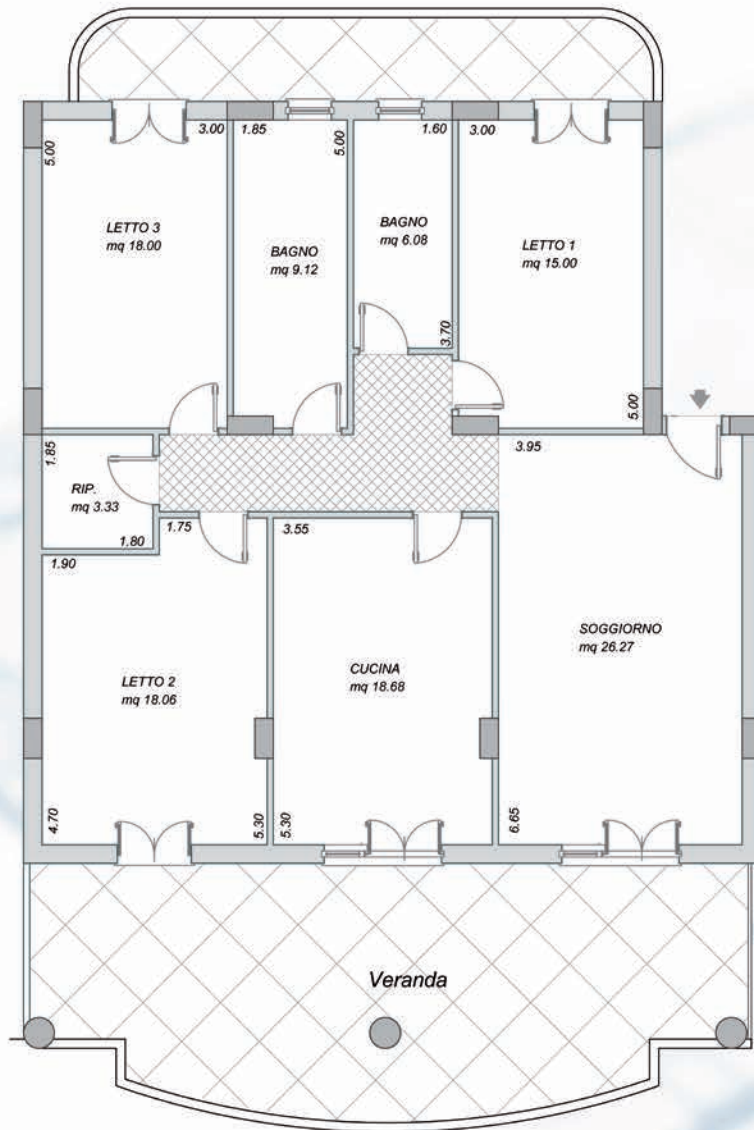 3.00
1.85
1.60
3.00
5.00
5.00
LETTO 3
mq 18.00
BAGNO
mq 9.12
BAGNO
mq 6.08
LETTO 1
mq 15.00
3.70
5.00
1.85
3.95
RIP.
mq 3.33
1.80
1.75
3.55
1.90
SOGGIORNO
mq 26.27
LETTO 2
mq 18.06
CUCINA
mq 18.68
4.70
5.30
5.30
6.65
Veranda